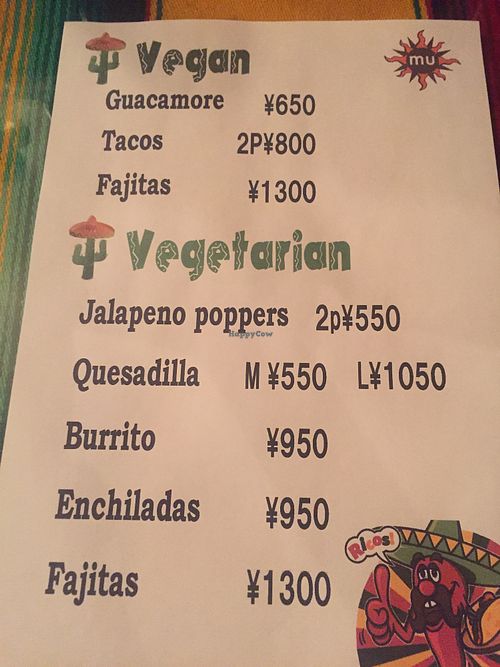 Vegan
mu
Guacamore ¥650
Tacos 2P¥800
Fajitas ¥1300
Vegetarian
Jalapeno poppers 2p¥550
HappyCow
Quesadilla M ¥550 L¥1050
Burrito ¥950
Enchiladas ¥950
Ricos!
Fajitas ¥1300